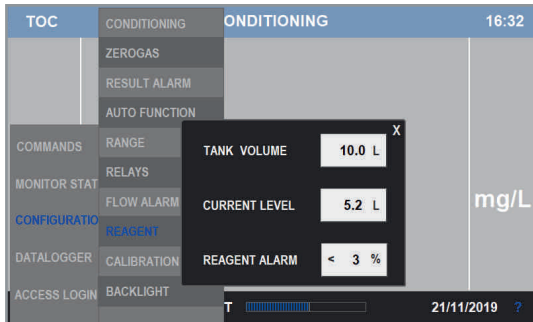 TOC
ONDITIONING
16:32
CONDITIONING
ZEROGAS
RESULT ALARM
AUTO FUNCTION
RANGE
RELAYS
FLOW ALARM
REAGENT
CALIBRATION
BACKLIGHT
COMMANDS
MONITOR STAT
CONFIGURATIO
DATALOGGER
ACCESS LOGIN
X
TANK VOLUME 10.0 L
CURRENT LEVEL 5.2 L
REAGENT ALARM < 3 %
mg/L
T
21/11/2019 ?